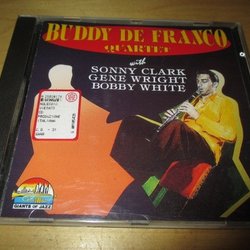 BUDDY DE FRANCO
QUARTET
with
SONNY CLARK
GENE WRIGHT
BOBBY WHITE
GIANTS OF JAZZ